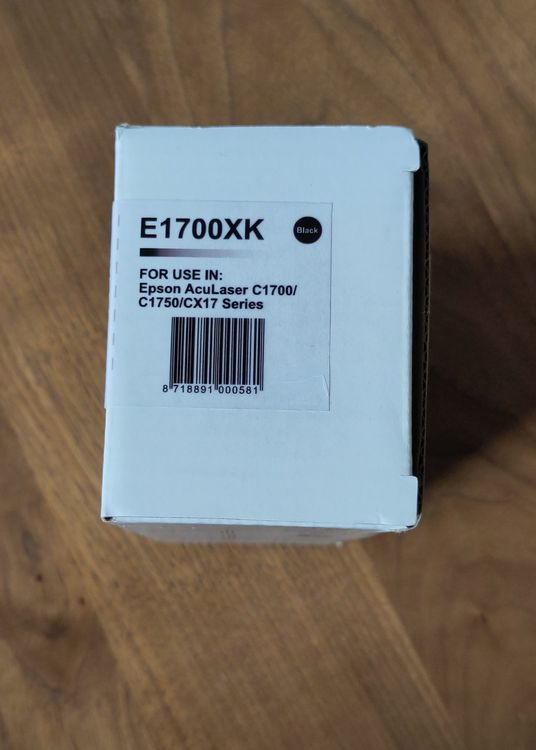 E1700XK
Black
FOR USE IN:
Epson AcuLaser C1700/
C1750/CX17 Series
8 718891 000581